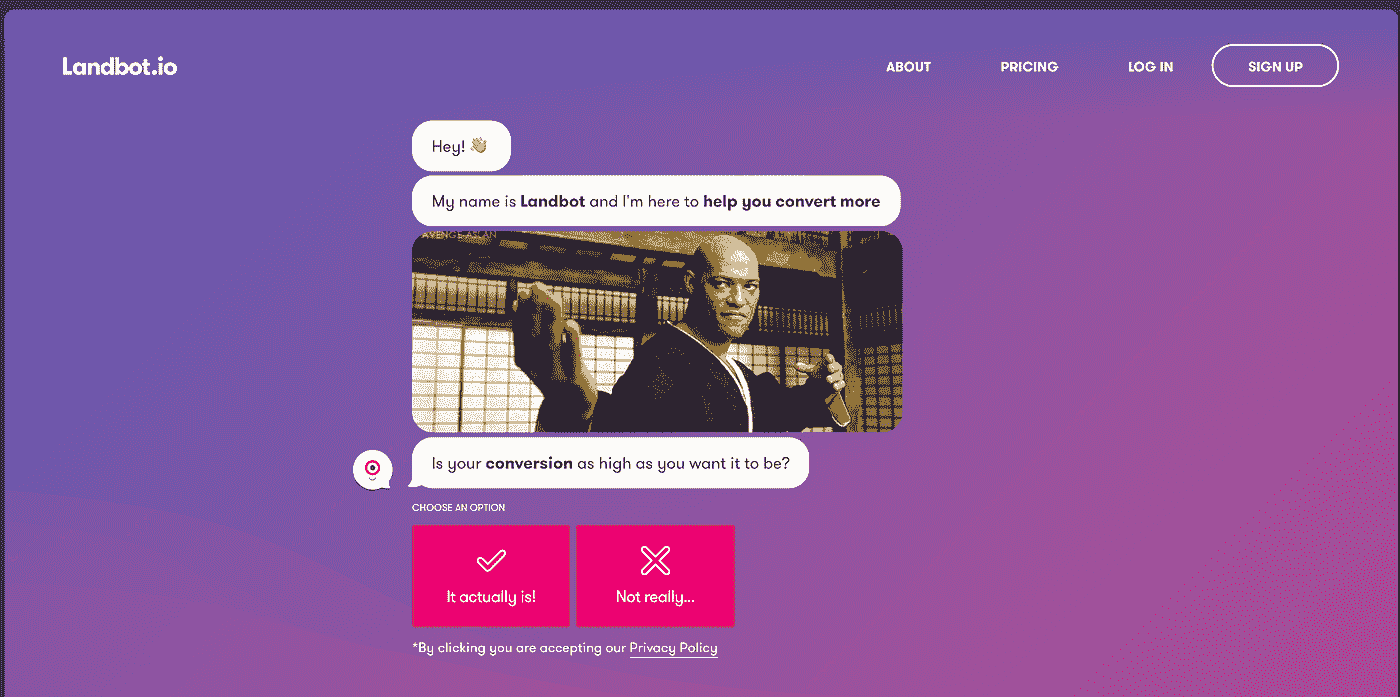 Landbot.io
ABOUT PRICING LOG IN SIGN UP
Hey! 👋
My name is Landbot and I'm here to help you convert more
Is your conversion as high as you want it to be?
CHOOSE AN OPTION
It actually is! Not really...
*By clicking you are accepting our Privacy Policy